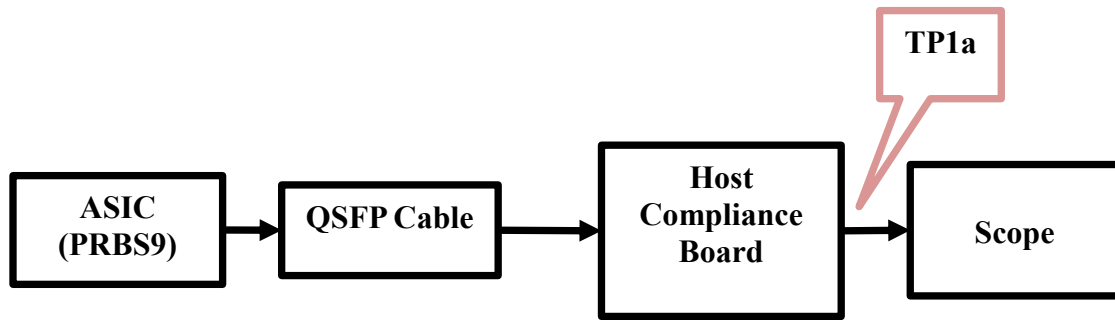 TP1a
ASIC
(PRBS9)
QSFP Cable
Host
Compliance
Board
Scope